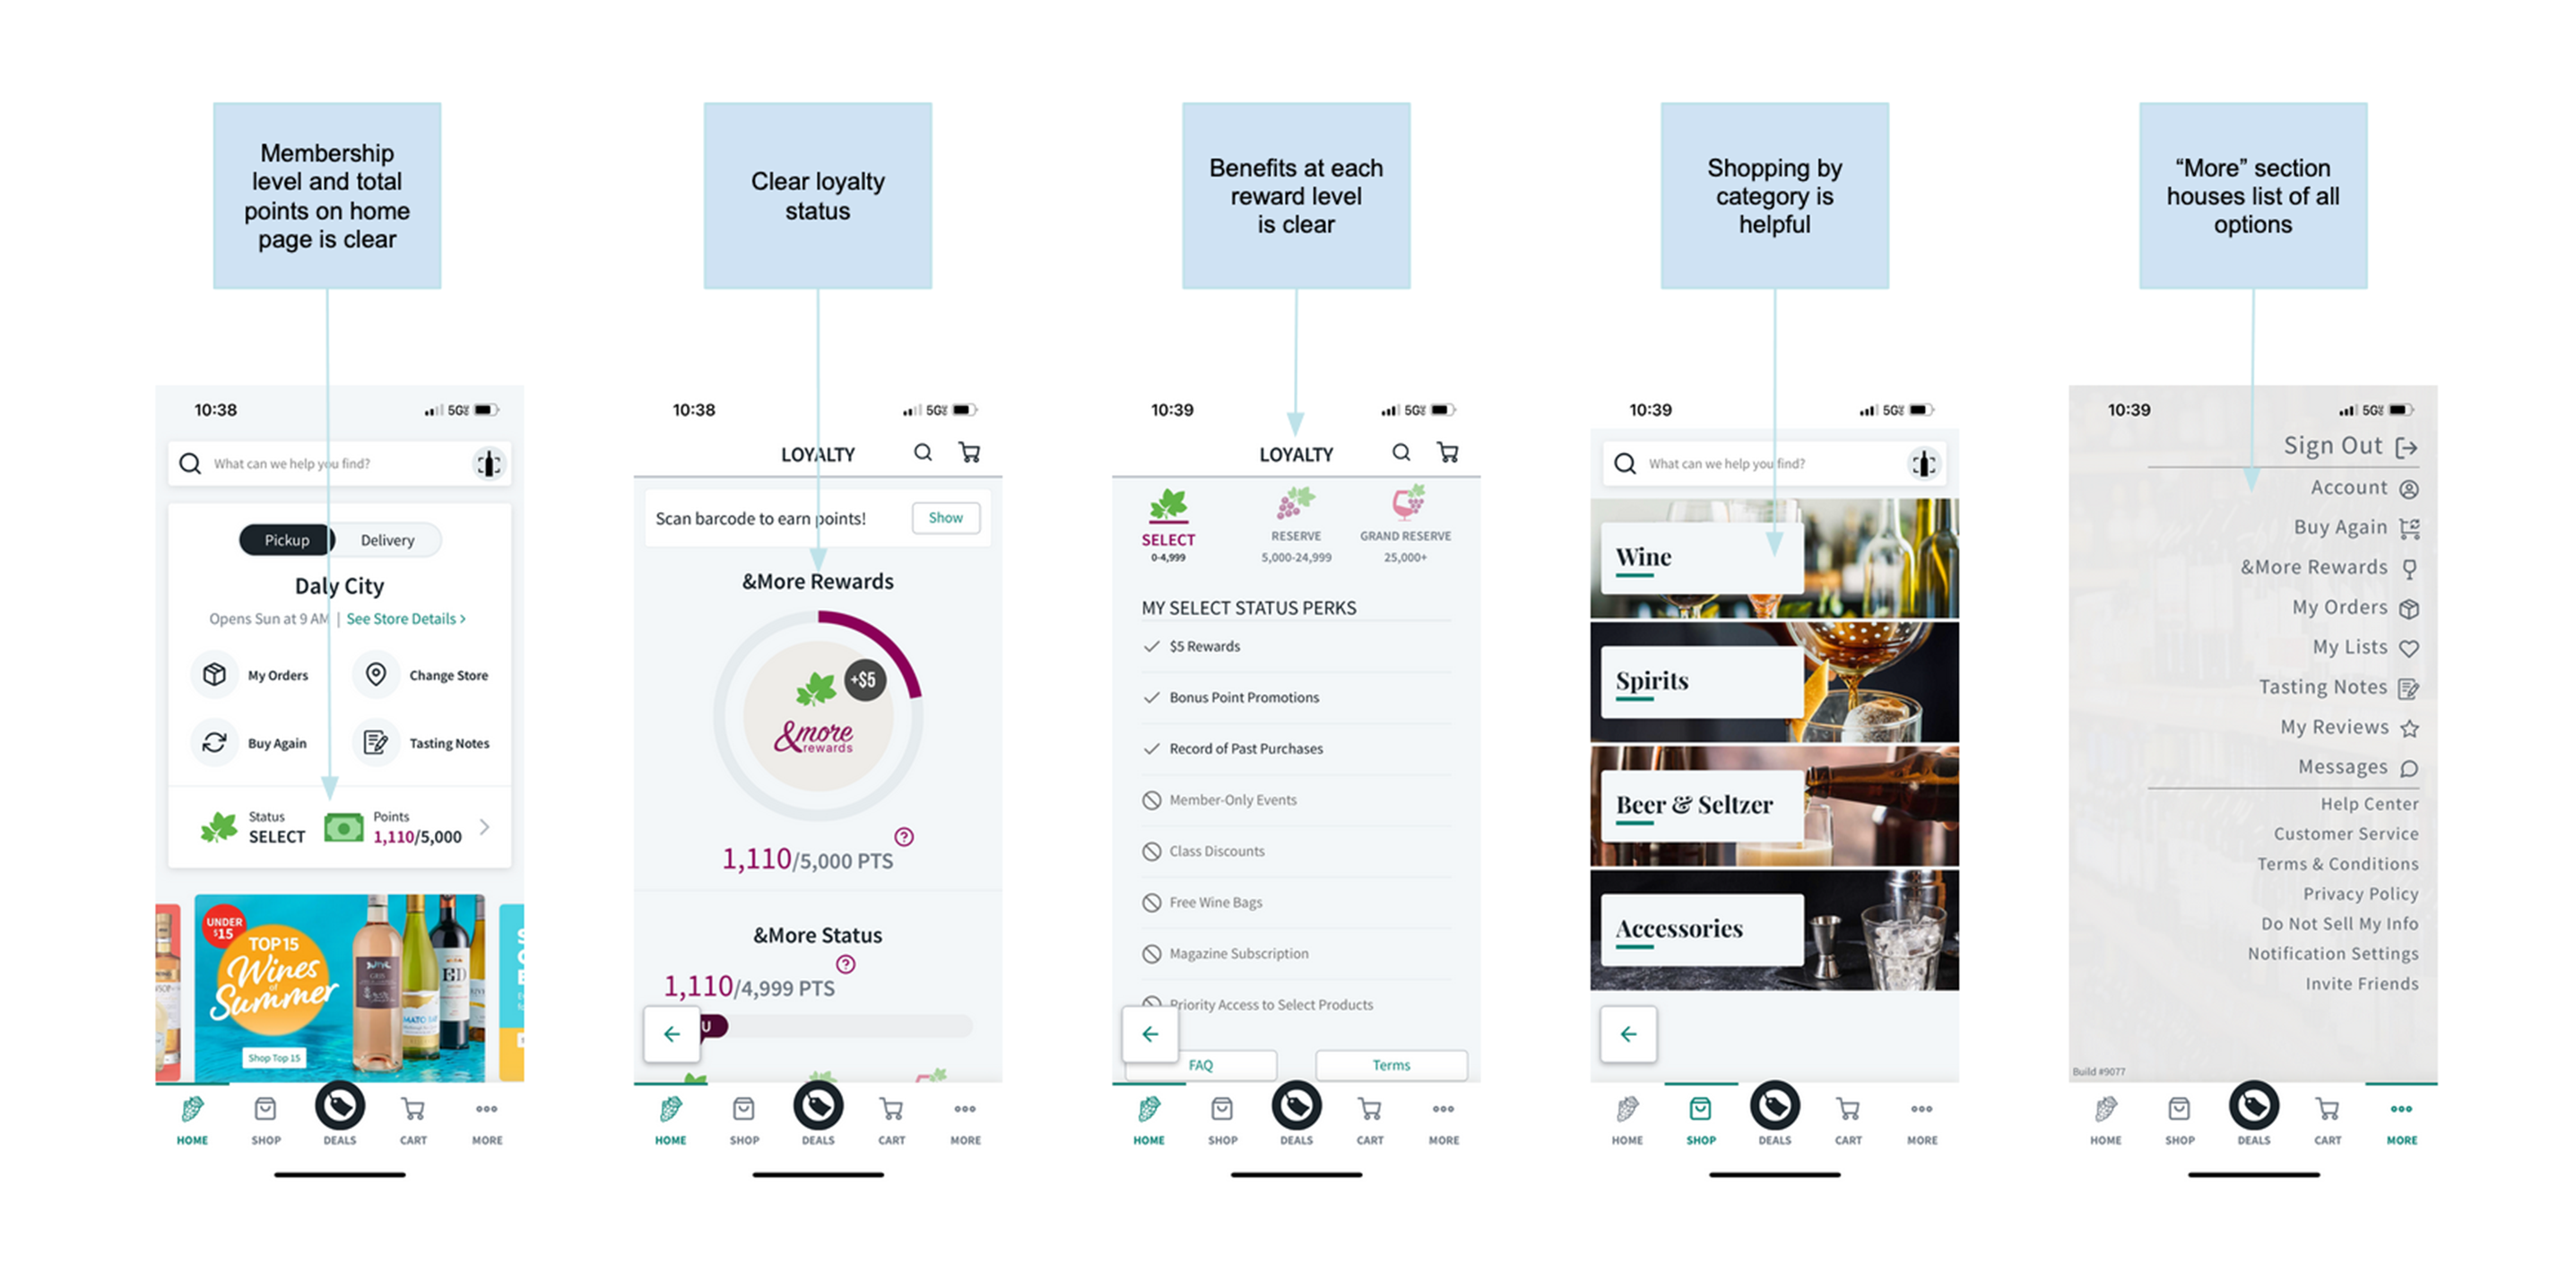 Membership
level and total
points on home
page is clear
Clear loyalty
status
Benefits at each
reward level
is clear
Shopping by
category is
helpful
“More” section
houses list of all
options
10:38
5G
What can we help you find?
Pickup
Delivery
Daly City
Opens Sun at 9 AM | See Store Details >
My Orders
Change Store
Buy Again
Tasting Notes
Status
SELECT
Points
1,110/5,000
UNDER
$15
TOP 15
Wines
of
Summer
Shop Top 15
HOME
SHOP
DEALS
CART
MORE
10:38
5G
LOYALTY
Scan barcode to earn points!
Show
&More Rewards
+$5
&more
rewards
1,110/5,000 PTS
?
&More Status
?
1,110/4,999 PTS
U
HOME
SHOP
DEALS
CART
MORE
10:39
5G
LOYALTY
SELECT
0-4,999
RESERVE
5,000-24,999
GRAND RESERVE
25,000+
MY SELECT STATUS PERKS
$5 Rewards
Bonus Point Promotions
Record of Past Purchases
Member-Only Events
Class Discounts
Free Wine Bags
Magazine Subscription
Priority Access to Select Products
FAQ
Terms
HOME
SHOP
DEALS
CART
MORE
10:39
5G
What can we help you find?
Wine
Spirits
Beer & Seltzer
Accessories
HOME
SHOP
DEALS
CART
MORE
10:39
5G
Sign Out
Account
Buy Again
&More Rewards
My Orders
My Lists
Tasting Notes
My Reviews
Messages
Help Center
Customer Service
Terms & Conditions
Privacy Policy
Do Not Sell My Info
Notification Settings
Invite Friends
Build #9077
HOME
SHOP
DEALS
CART
MORE